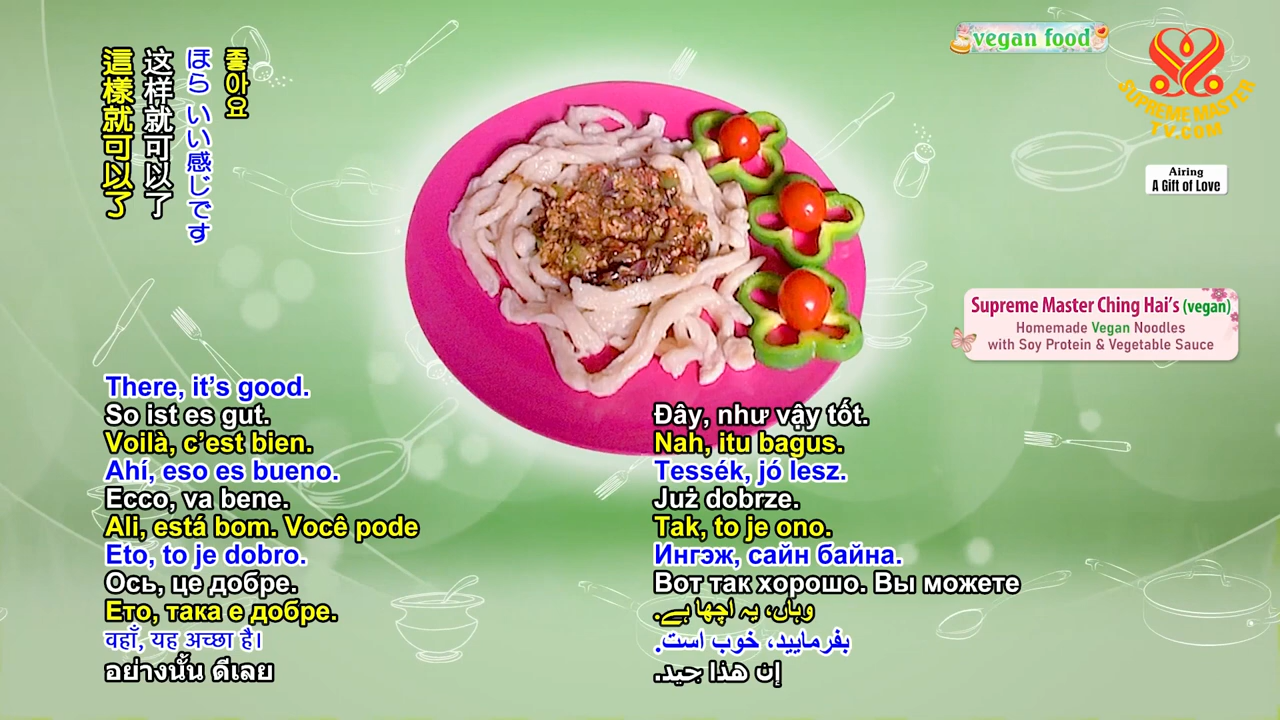 vegan food
SUPREME MASTER
TV.COM
Airing
A Gift of Love
좋아요
ほら いい感じです
这样就可以了
這樣就可以了
Supreme Master Ching Hai's (vegan)
Homemade Vegan Noodles
with Soy Protein & Vegetable Sauce
There, it's good.
So ist es gut.
Voilà, c'est bien.
Ahí, eso es bueno.
Ecco, va bene.
Ali, está bom. Você pode
Eto, to je dobro.
Ось, це добре.
Ето, така е добре.
वहाँ, यह अच्छा है।
อย่างนั้น ดีเลย
Đây, như vậy tốt.
Nah, itu bagus.
Tessék, jó lesz.
Już dobrze.
Tak, to je ono.
Ингэж, сайн байна.
Вот так хорошо. Вы можете
وہاں، یہ اچھا ہے.
بفرمایید، خوب است.
إن هذا جيد.